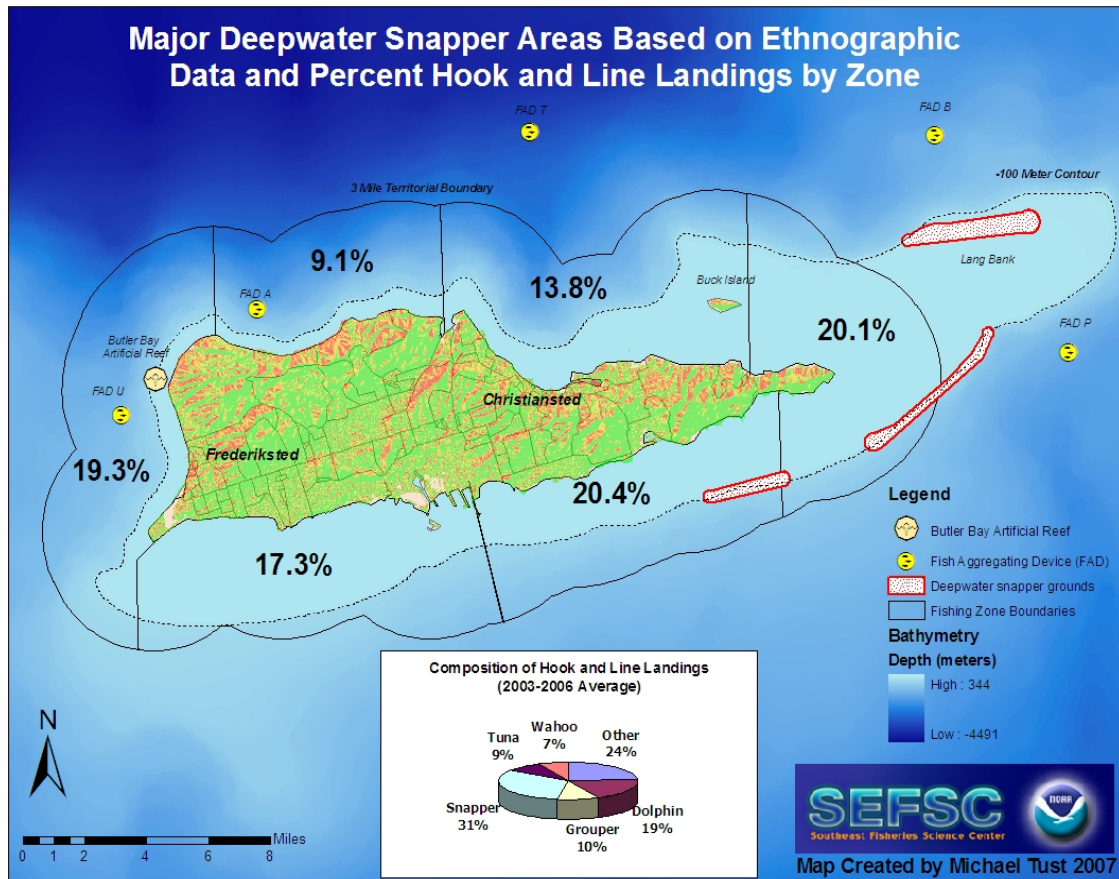 Major Deepwater Snapper Areas Based on Ethnographic
Data and Percent Hook and Line Landings by Zone
FAD T
FAD B
-100 Meter Contour
3 Mile Territorial Boundary
9.1%
13.8%
Lang Bank
Buck Island
FAD A
20.1%
FAD P
Butler Bay
Artificial Reef
FAD U
Christiansted
Frederiksted
19.3%
20.4%
17.3%
Legend
Butler Bay Artificial Reef
Fish Aggregating Device (FAD)
Deepwater snapper grounds
Fishing Zone Boundaries
Bathymetry
Depth (meters)
High : 344
Low : -4491
Composition of Hook and Line Landings
(2003-2006 Average)
Wahoo
7%
Other
24%
Tuna
9%
Snapper
31%
Grouper
10%
Dolphin
19%
N
Miles
0 1 2 4 6 8
SEFSC
Southeast Fisheries Science Center
NOAA
Map Created by Michael Tust 2007